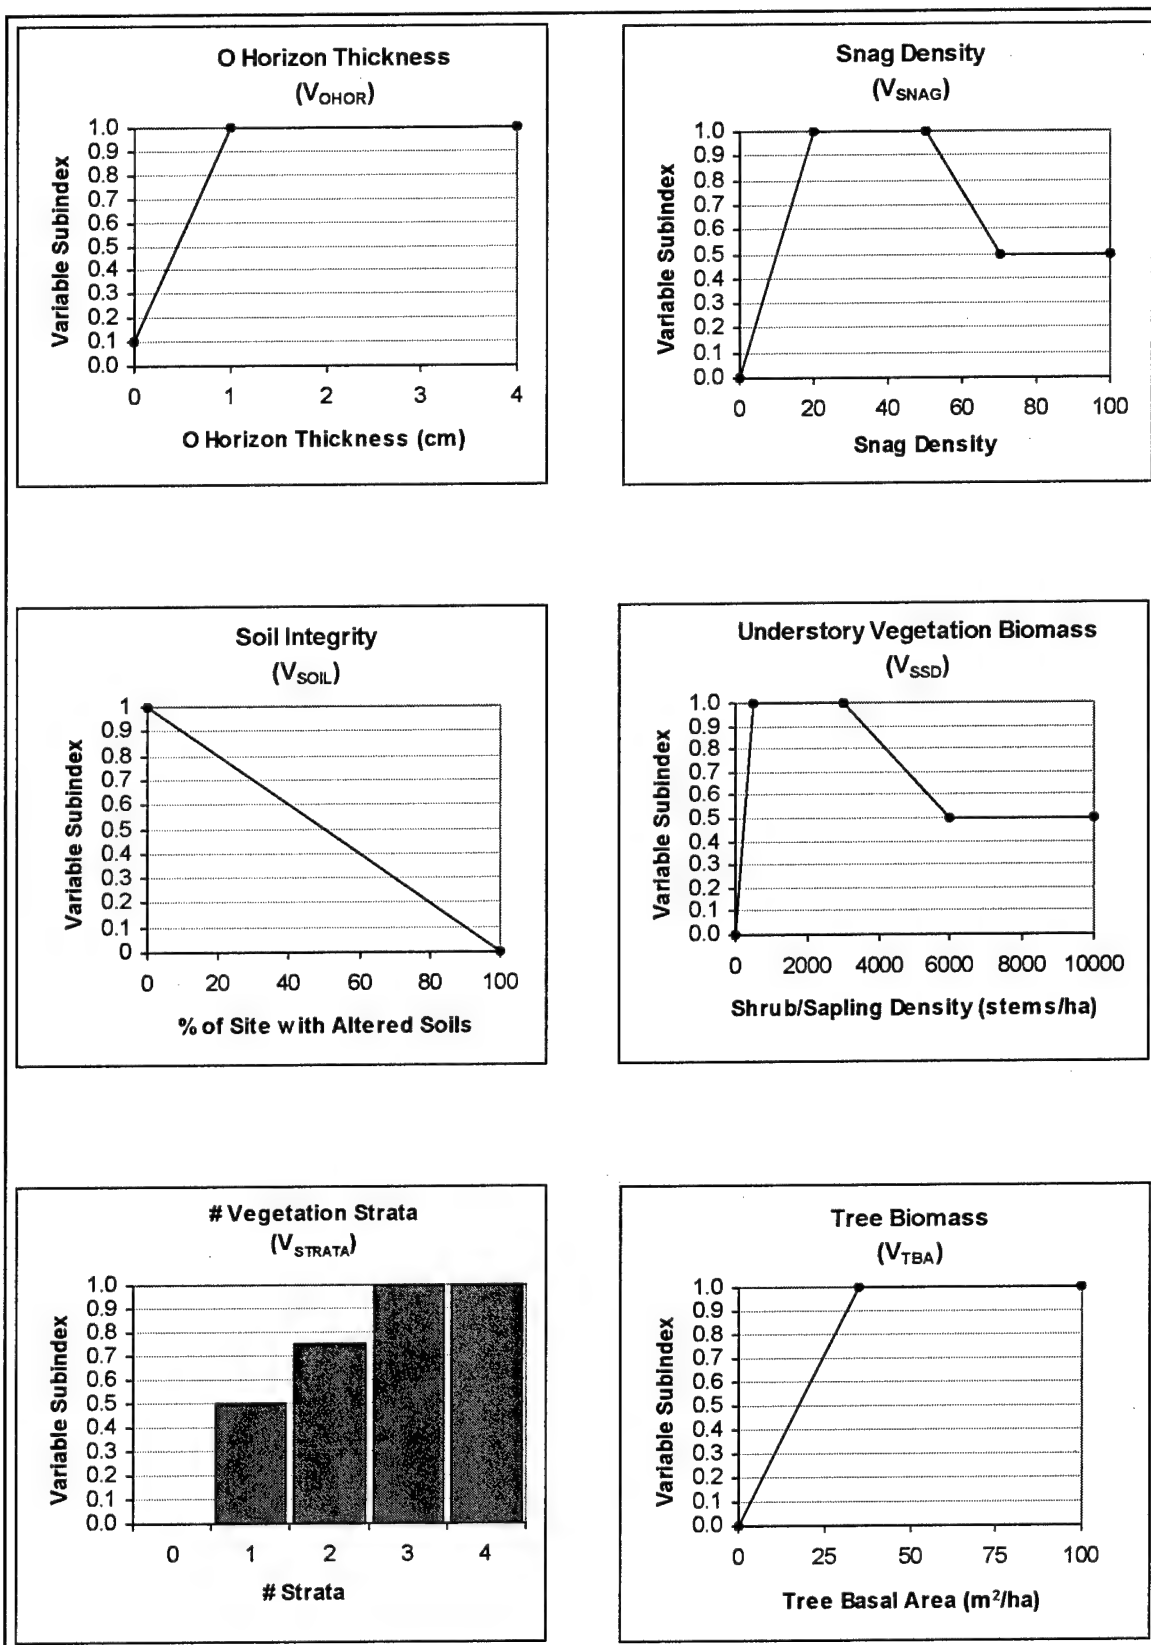 O Horizon Thickness
(V_OHOR)
1.0
0.9
0.8
0.7
0.6
0.5
0.4
0.3
0.2
0.1
0.0
Variable Subindex
0 1 2 3 4
O Horizon Thickness (cm)
Snag Density
(V_SNAG)
1.0
0.9
0.8
0.7
0.6
0.5
0.4
0.3
0.2
0.1
0.0
Variable Subindex
0 20 40 60 80 100
Snag Density
Soil Integrity
(V_SOIL)
1
0.9
0.8
0.7
0.6
0.5
0.4
0.3
0.2
0.1
0
Variable Subindex
0 20 40 60 80 100
% of Site with Altered Soils
Understory Vegetation Biomass
(V_SSD)
1.0
0.9
0.8
0.7
0.6
0.5
0.4
0.3
0.2
0.1
0.0
Variable Subindex
0 2000 4000 6000 8000 10000
Shrub/Sapling Density (stems/ha)
# Vegetation Strata
(V_STRATA)
1.0
0.9
0.8
0.7
0.6
0.5
0.4
0.3
0.2
0.1
0.0
Variable Subindex
0 1 2 3 4
# Strata
Tree Biomass
(V_TBA)
1.0
0.9
0.8
0.7
0.6
0.5
0.4
0.3
0.2
0.1
0.0
Variable Subindex
0 25 50 75 100
Tree Basal Area (m²/ha)